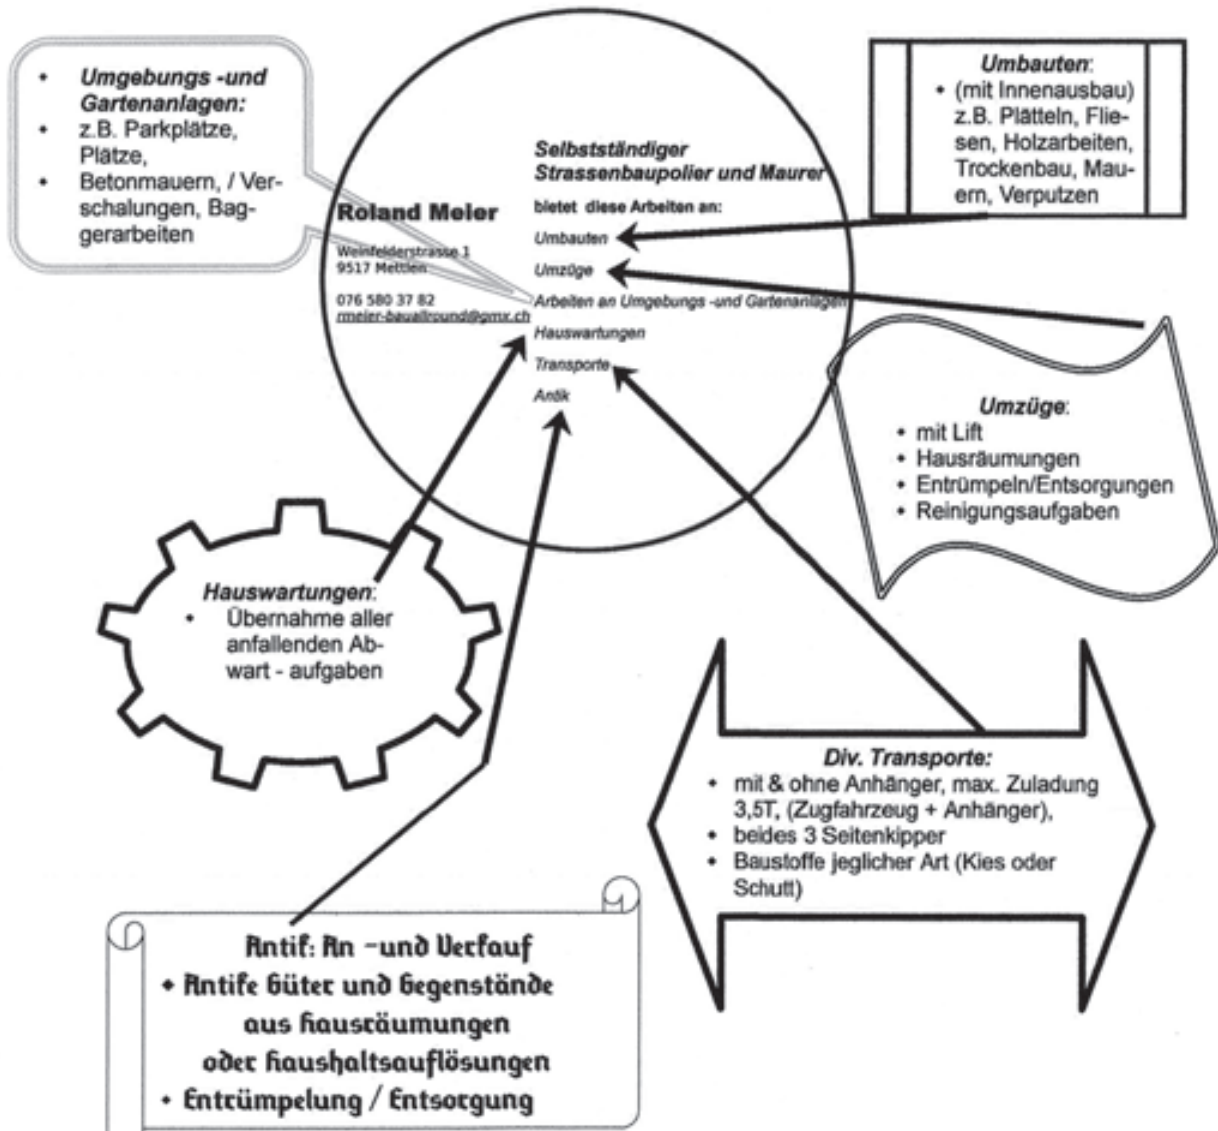 • Umgebungs -und
Gartenanlagen:
• z.B. Parkplätze,
Plätze,
• Betonmauern, / Ver-
schalungen, Bag-
gerarbeiten
Roland Meier
Weinfelderstrasse 1
9517 Mettlen
076 580 37 82
rmeier-bauallround@gmx.ch
Selbstständiger
Strassenbaupolier und Maurer
bietet diese Arbeiten an:
Umbauten
Umzüge
Arbeiten an Umgebungs -und Gartenanlagen
Hauswartungen
Transporte
Antik
Umbauten:
• (mit Innenausbau)
z.B. Plätteln, Flie-
sen, Holzarbeiten,
Trockenbau, Mau-
ern, Verputzen
Umzüge:
• mit Lift
• Hausräumungen
• Entrümpeln/Entsorgungen
• Reinigungsaufgaben
Hauswartungen:
• Übernahme aller
anfallenden Ab-
wart - aufgaben
Div. Transporte:
• mit & ohne Anhänger, max. Zuladung
3,5T, (Zugfahrzeug + Anhänger),
• beides 3 Seitenkipper
• Baustoffe jeglicher Art (Kies oder
Schutt)
Antik: An -und Verkauf
• Antike Güter und Gegenstände
aus Hausräumungen
oder Haushaltsauflösungen
• Entrümpelung / Entsorgung